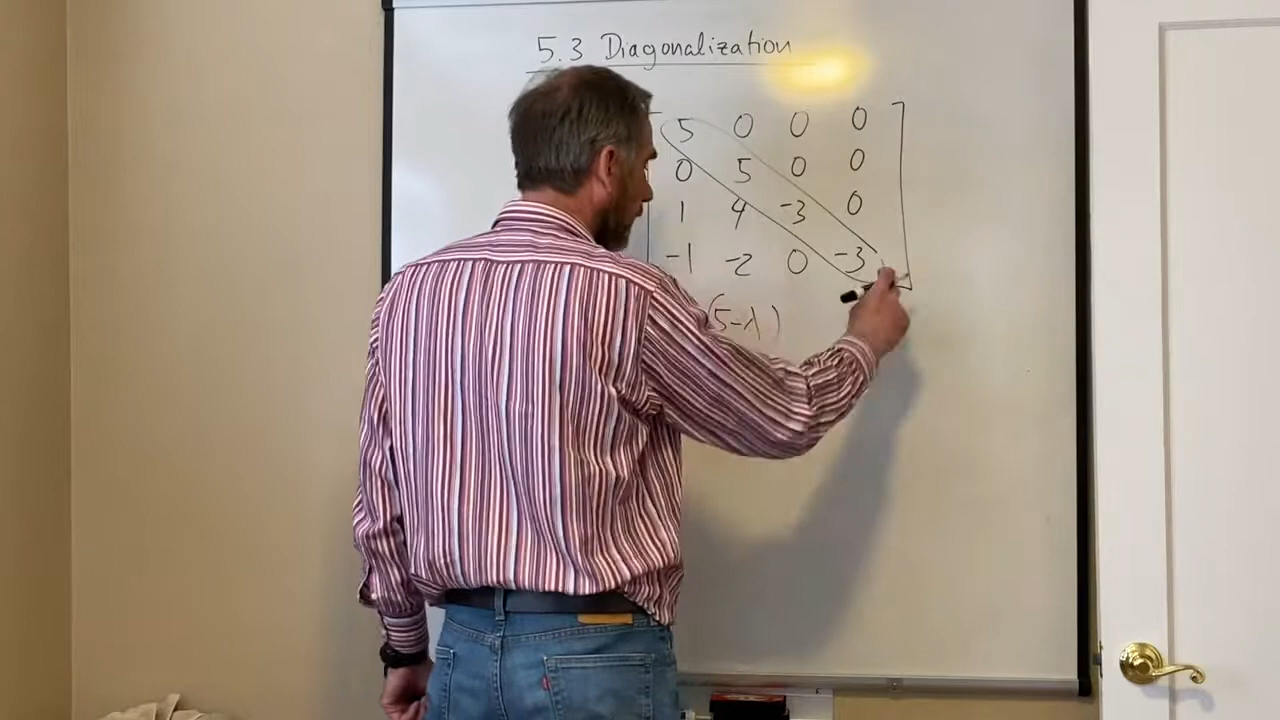 5.3 Diagonalization
5 0 0 0
0 5 0 0
1 4 -3 0
-1 -2 0 -3
(5-λ)